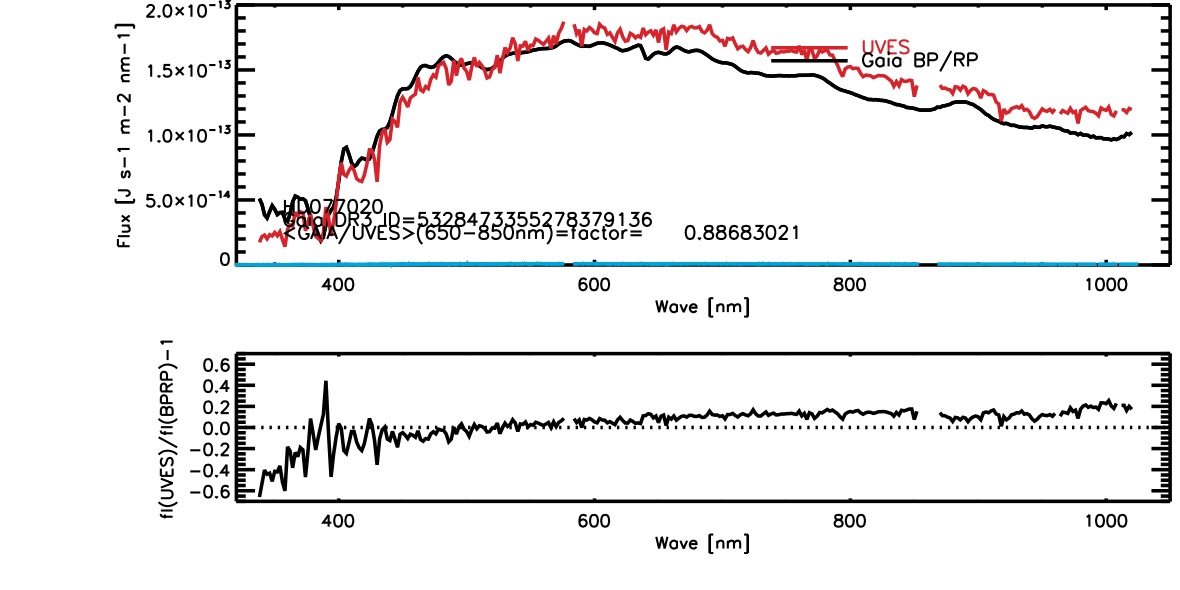 2.0×10−13
1.5×10−13
1.0×10−13
5.0×10−14
0
Flux [J s−1 m−2 nm−1]
UVES
Gaia BP/RP
HD077020
Gaia DR3 ID=5328473355278379136
<GAIA/UVES>(650−850nm)=factor= 0.88683021
400 600 800 1000
Wave [nm]
fl(UVES)/fl(BPRP)−1
0.6
0.4
0.2
0.0
−0.2
−0.4
−0.6
400 600 800 1000
Wave [nm]